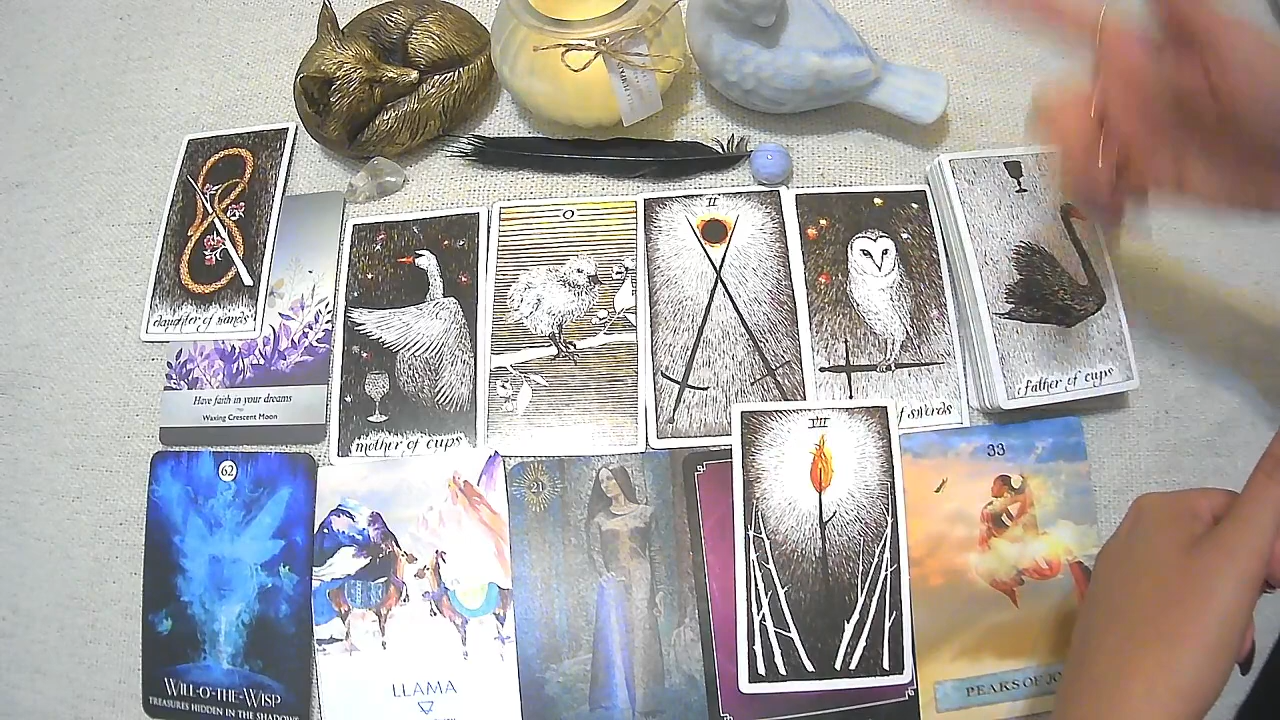 daughter of wands
Have faith in your dreams
Waxing Crescent Moon
mother of cups
0
II
of swords
father of cups
62
WILL-O'-THE-WISP
TREASURES HIDDEN IN THE SHADOWS
LLAMA
21
VII
33
PEAKS OF